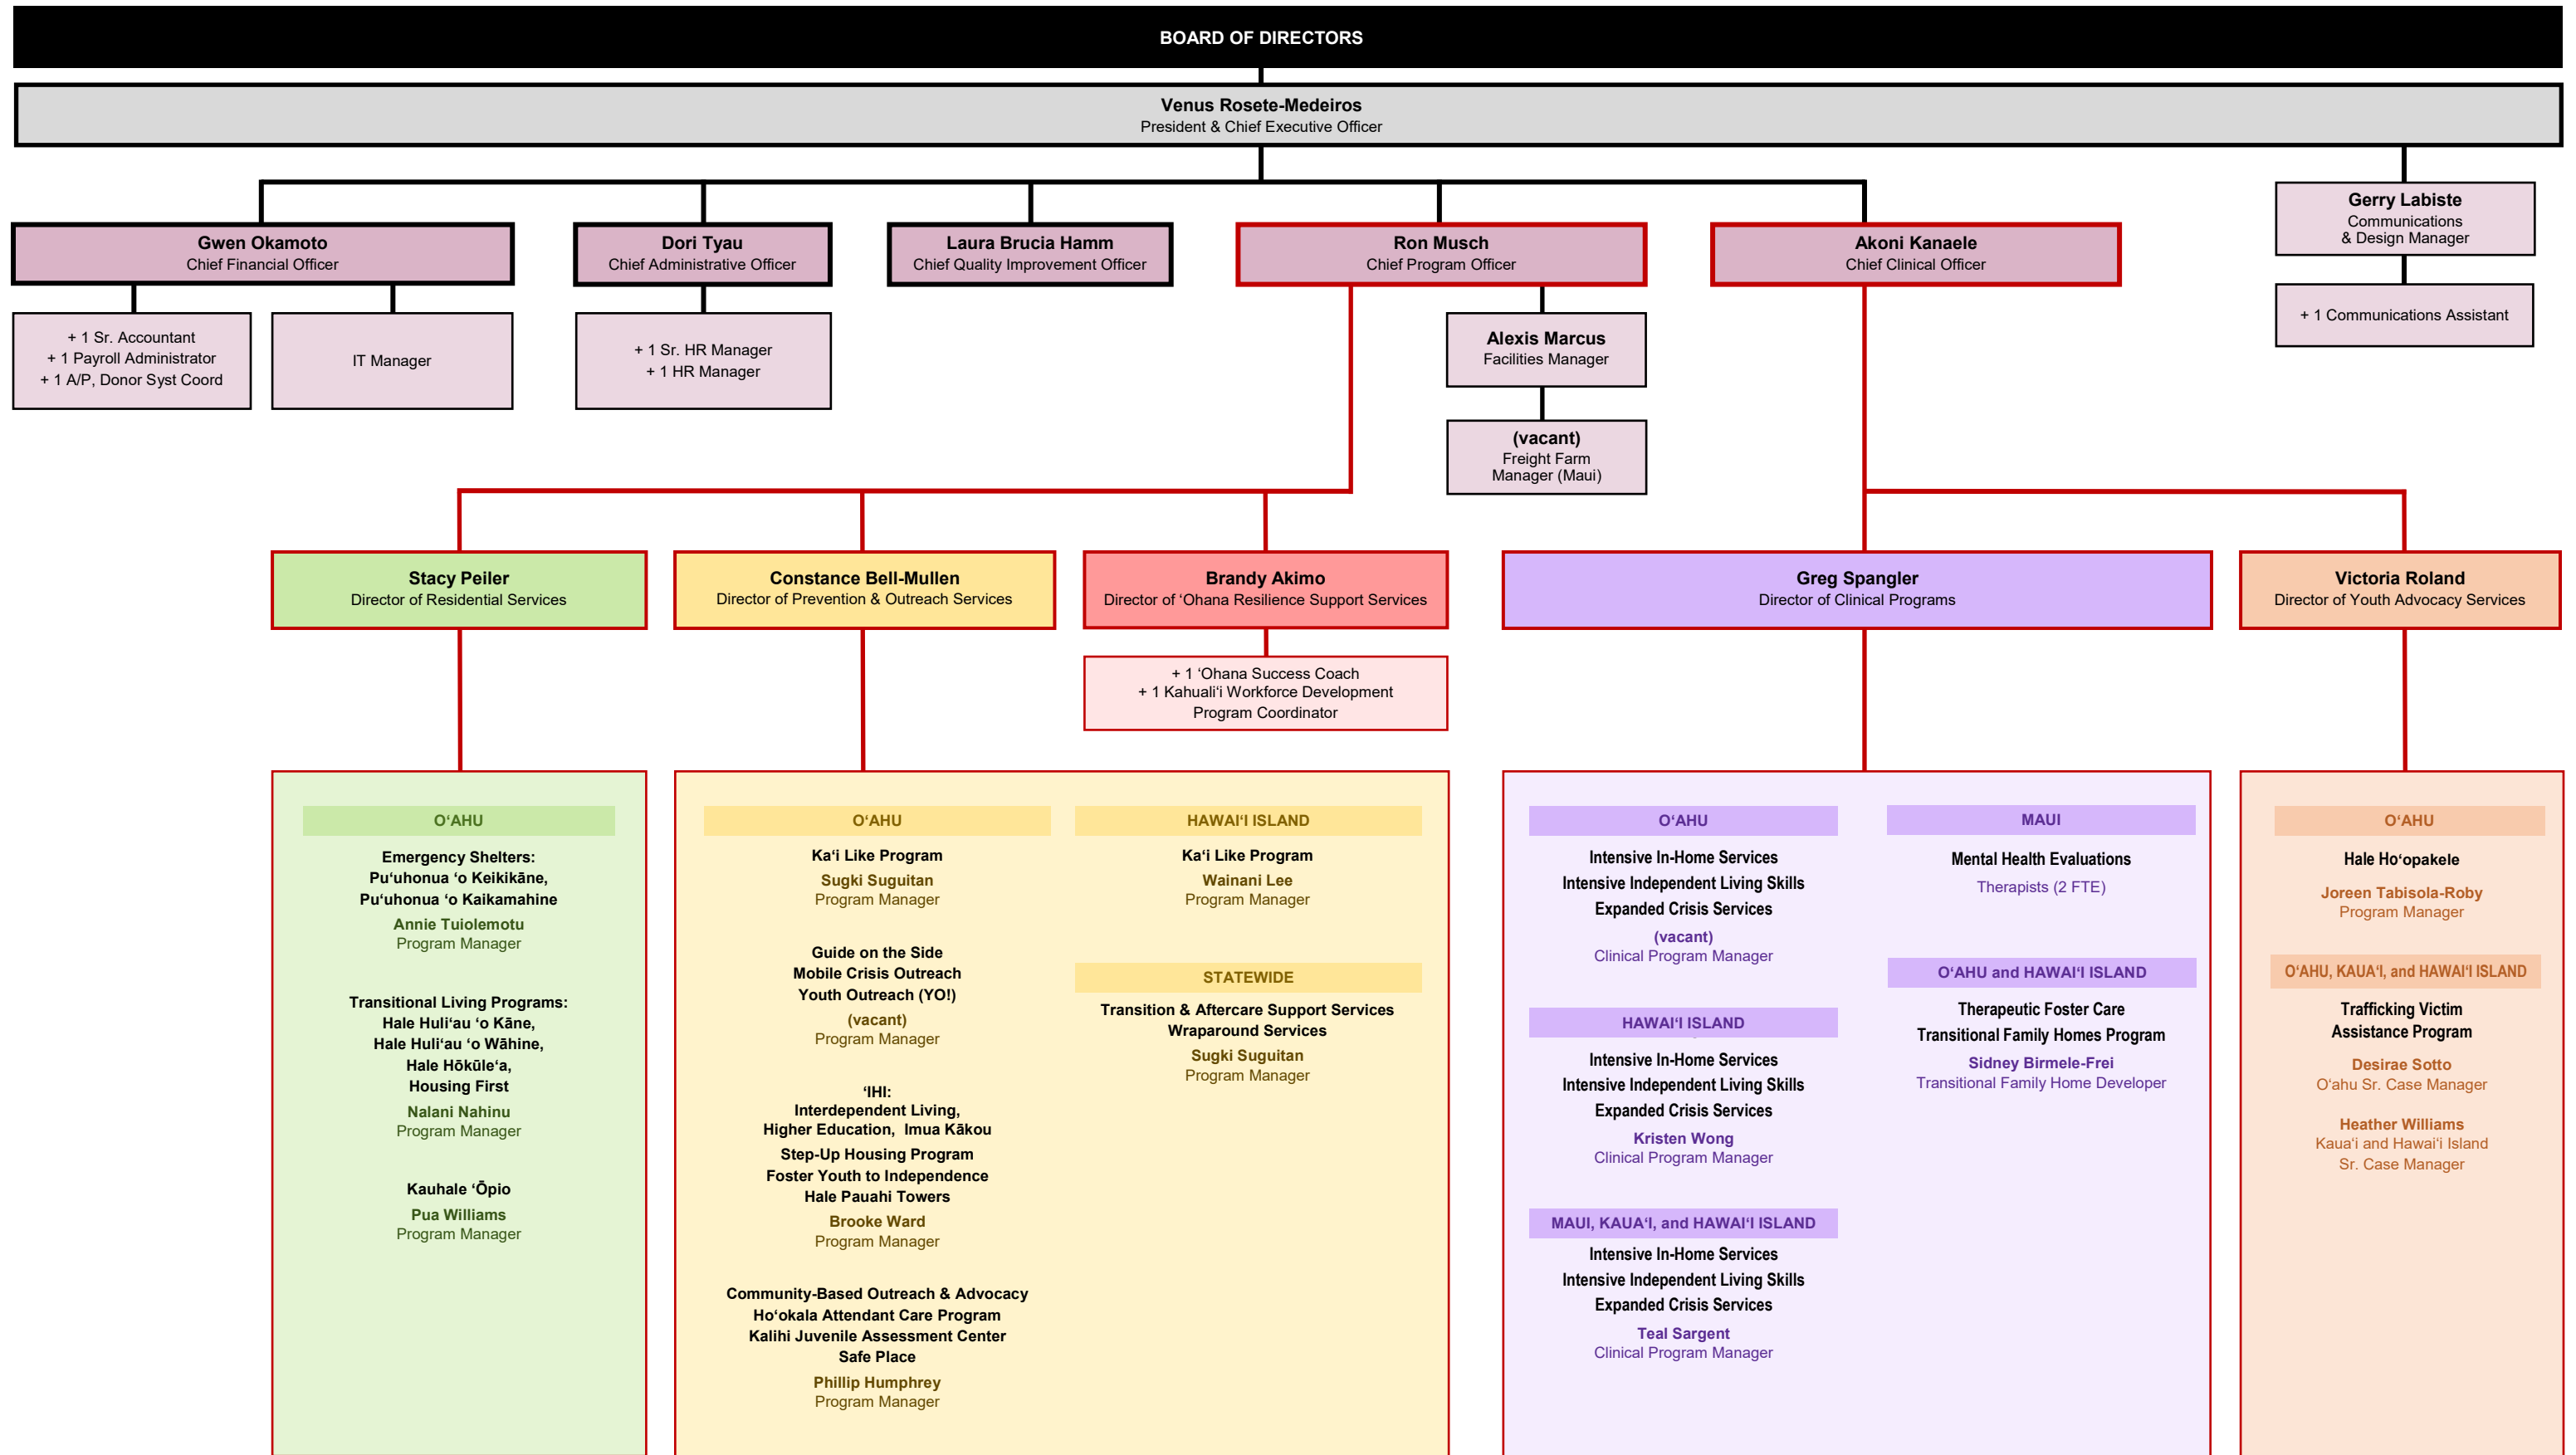 BOARD OF DIRECTORS
Venus Rosete-Medeiros
President & Chief Executive Officer
Gwen Okamoto
Chief Financial Officer
Dori Tyau
Chief Administrative Officer
Laura Brucia Hamm
Chief Quality Improvement Officer
Ron Musch
Chief Program Officer
Akoni Kanaele
Chief Clinical Officer
Gerry Labiste
Communications
& Design Manager
+ 1 Sr. Accountant
+ 1 Payroll Administrator
+ 1 A/P, Donor Syst Coord
IT Manager
+ 1 Sr. HR Manager
+ 1 HR Manager
Alexis Marcus
Facilities Manager
+ 1 Communications Assistant
(vacant)
Freight Farm
Manager (Maui)
Stacy Peiler
Director of Residential Services
Constance Bell-Mullen
Director of Prevention & Outreach Services
Brandy Akimo
Director of ʻOhana Resilience Support Services
Greg Spangler
Director of Clinical Programs
Victoria Roland
Director of Youth Advocacy Services
+ 1 ʻOhana Success Coach
+ 1 Kahualiʻi Workforce Development
Program Coordinator
OʻAHU
Emergency Shelters:
Puʻuhonua ʻo Keikikāne,
Puʻuhonua ʻo Kaikamahine
Annie Tuiolemotu
Program Manager
Transitional Living Programs:
Hale Huliʻau ʻo Kāne,
Hale Huliʻau ʻo Wāhine,
Hale Hōkūleʻa,
Housing First
Nalani Nahinu
Program Manager
Kauhale ʻŌpio
Pua Williams
Program Manager
OʻAHU
Kaʻi Like Program
Sugki Suguitan
Program Manager
Guide on the Side
Mobile Crisis Outreach
Youth Outreach (YO!)
(vacant)
Program Manager
ʻIHI:
Interdependent Living,
Higher Education,  Imua Kākou
Step-Up Housing Program
Foster Youth to Independence
Hale Pauahi Towers
Brooke Ward
Program Manager
Community-Based Outreach & Advocacy
Hoʻokala Attendant Care Program
Kalihi Juvenile Assessment Center
Safe Place
Phillip Humphrey
Program Manager
HAWAIʻI ISLAND
Kaʻi Like Program
Wainani Lee
Program Manager
STATEWIDE
Transition & Aftercare Support Services
Wraparound Services
Sugki Suguitan
Program Manager
OʻAHU
Intensive In-Home Services
Intensive Independent Living Skills
Expanded Crisis Services
(vacant)
Clinical Program Manager
HAWAIʻI ISLAND
Intensive In-Home Services
Intensive Independent Living Skills
Expanded Crisis Services
Kristen Wong
Clinical Program Manager
MAUI, KAUAʻI, and HAWAIʻI ISLAND
Intensive In-Home Services
Intensive Independent Living Skills
Expanded Crisis Services
Teal Sargent
Clinical Program Manager
MAUI
Mental Health Evaluations
Therapists (2 FTE)
OʻAHU and HAWAIʻI ISLAND
Therapeutic Foster Care
Transitional Family Homes Program
Sidney Birmele-Frei
Transitional Family Home Developer
OʻAHU
Hale Hoʻopakele
Joreen Tabisola-Roby
Program Manager
OʻAHU, KAUAʻI, and HAWAIʻI ISLAND
Trafficking Victim
Assistance Program
Desirae Sotto
Oʻahu Sr. Case Manager
Heather Williams
Kauaʻi and Hawaiʻi Island
Sr. Case Manager